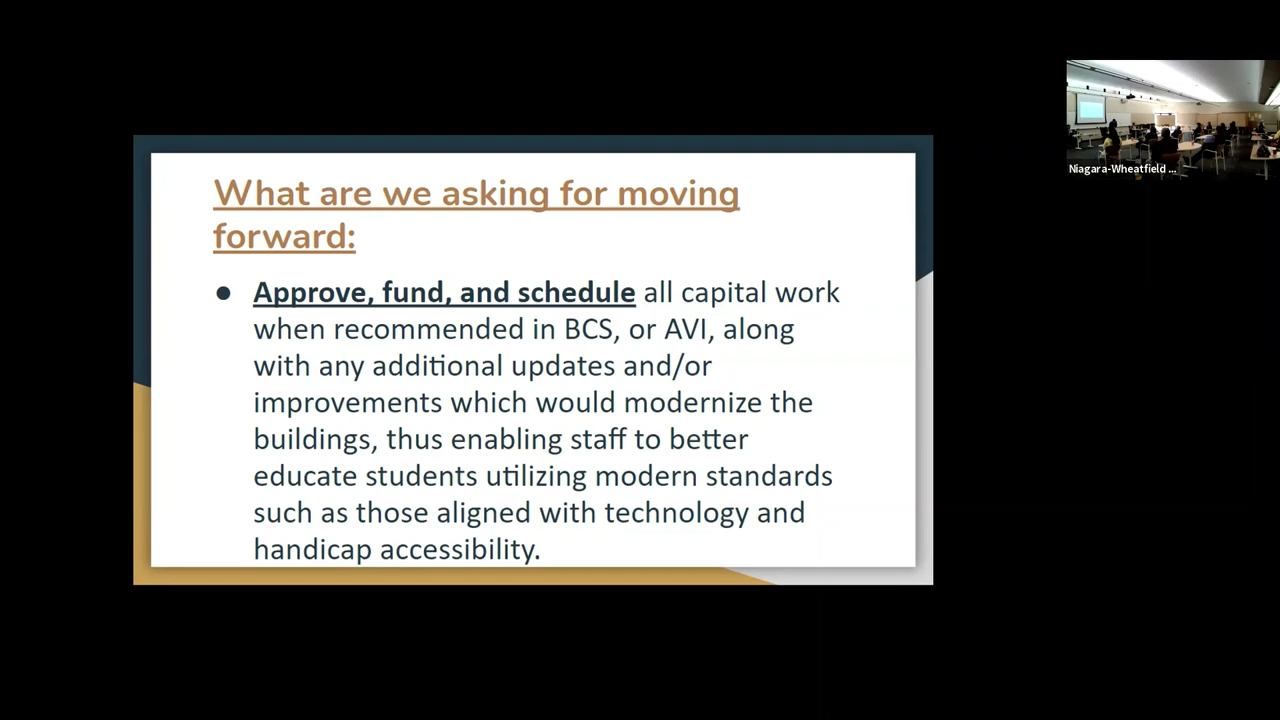 What are we asking for moving
forward:
● Approve, fund, and schedule all capital work
when recommended in BCS, or AVI, along
with any additional updates and/or
improvements which would modernize the
buildings, thus enabling staff to better
educate students utilizing modern standards
such as those aligned with technology and
handicap accessibility.
Niagara-Wheatfield ...